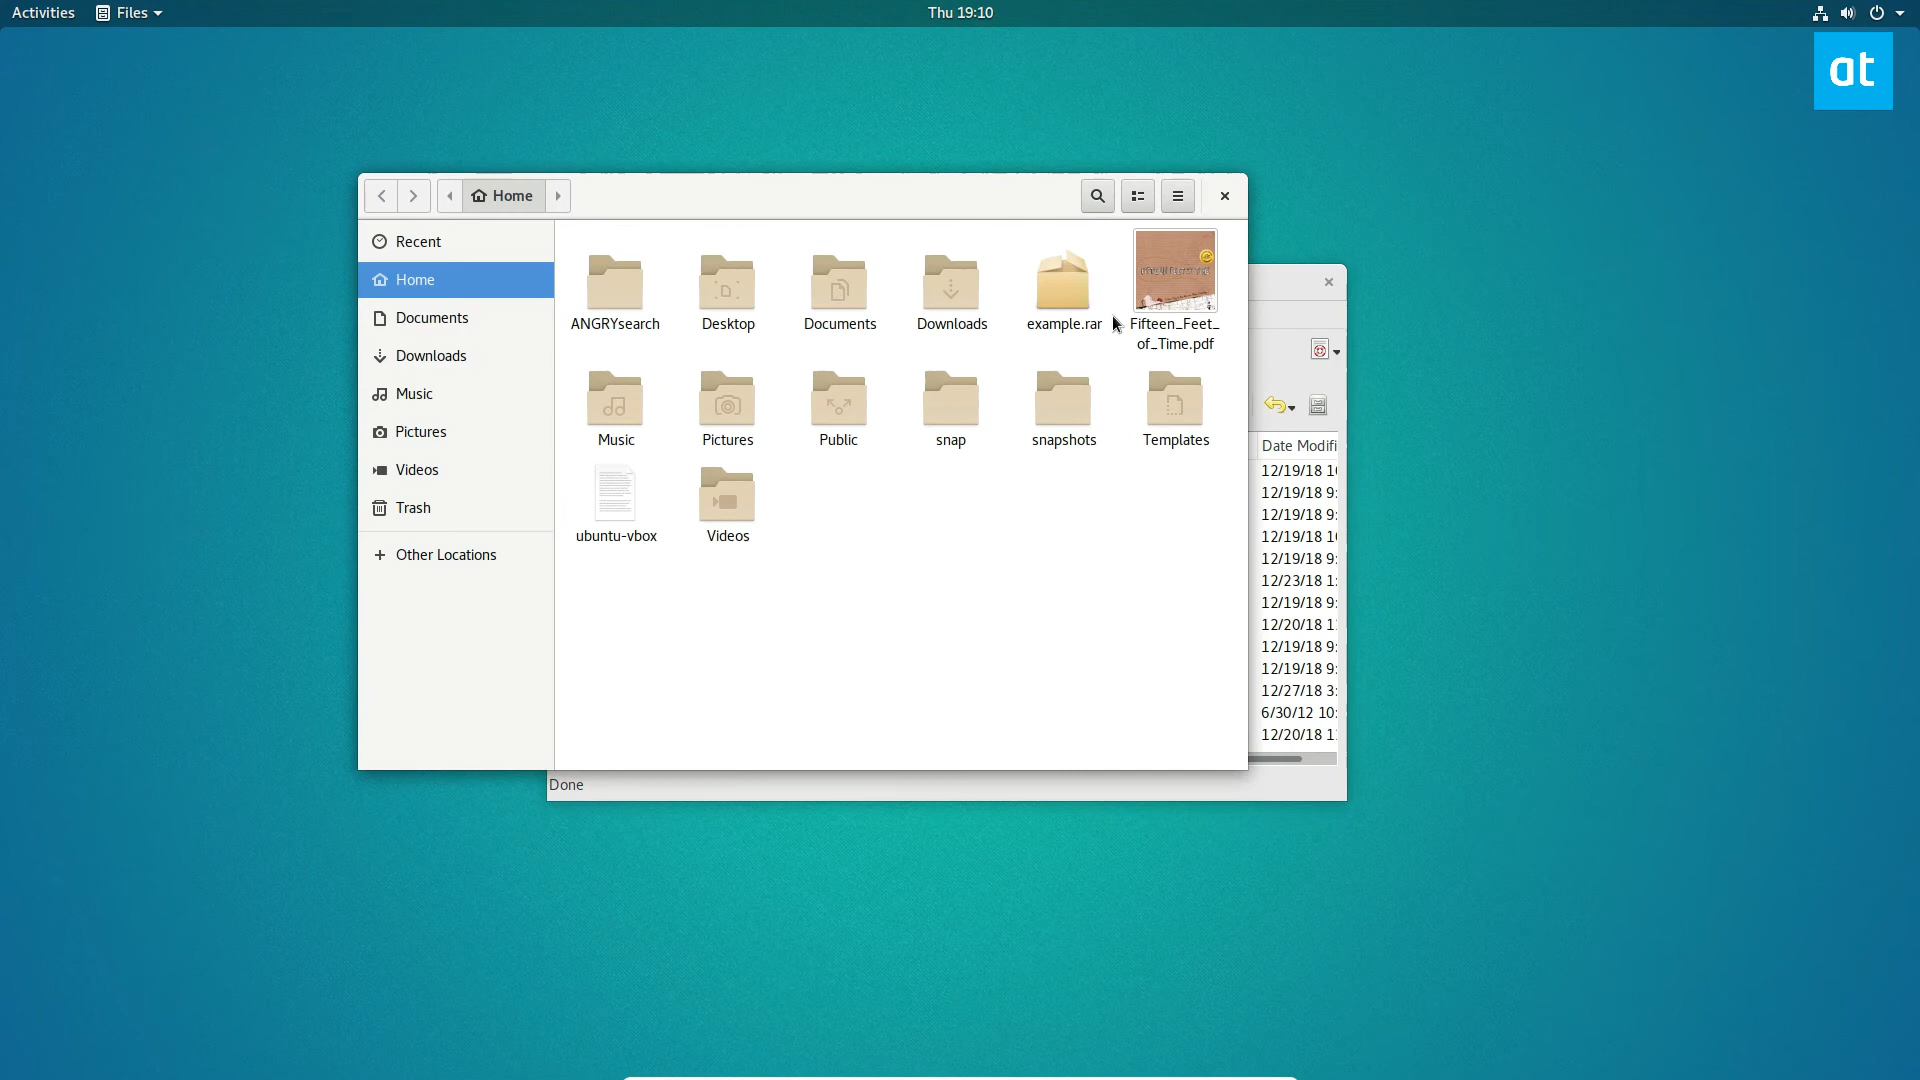 Activities
Files
Thu 19:10
at
Home
Recent
Home
Documents
Downloads
Music
Pictures
Videos
Trash
Other Locations
ANGRYsearch
Desktop
Documents
Downloads
example.rar
Fifteen_Feet_
of_Time.pdf
Music
Pictures
Public
snap
snapshots
Templates
ubuntu-vbox
Videos
Date Modifi
12/19/18 1
12/19/18 9:
12/19/18 9:
12/19/18 1
12/19/18 9:
12/23/18 1:
12/19/18 9:
12/20/18 1
12/19/18 9:
12/19/18 9:
12/27/18 3:
6/30/12 10:
12/20/18 1
Done